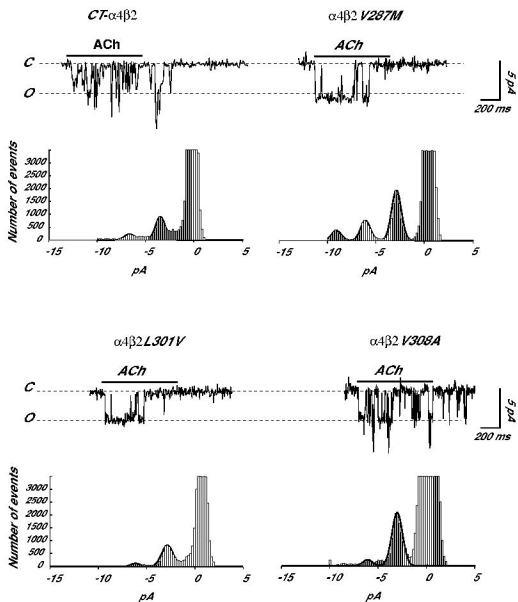 CT-α4β2
α4β2 V287M
ACh
ACh
C
O
5 pA
200 ms
Number of events
3000
2500
2000
1500
1000
500
0
-15 -10 -5 0 5
pA
-15 -10 -5 0 5
pA
α4β2 L301V
α4β2 V308A
ACh
ACh
C
O
5 pA
200 ms
Number of events
3000
2500
2000
1500
1000
500
0
-15 -10 -5 0 5
pA
-15 -10 -5 0 5
pA